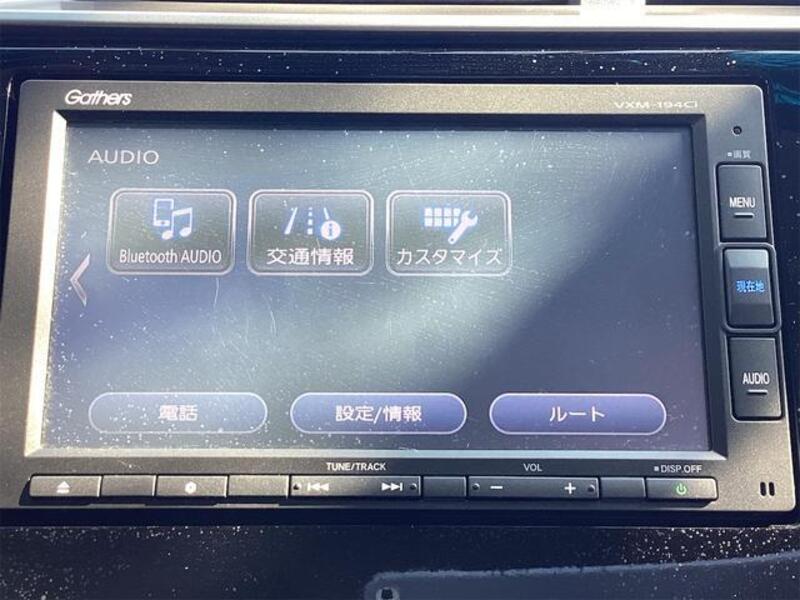 Gathers
VXM-194Ci
AUDIO
画質
MENU
Bluetooth AUDIO
交通情報
カスタマイズ
現在地
AUDIO
電話
設定/情報
ルート
TUNE/TRACK
VOL
DISP.OFF